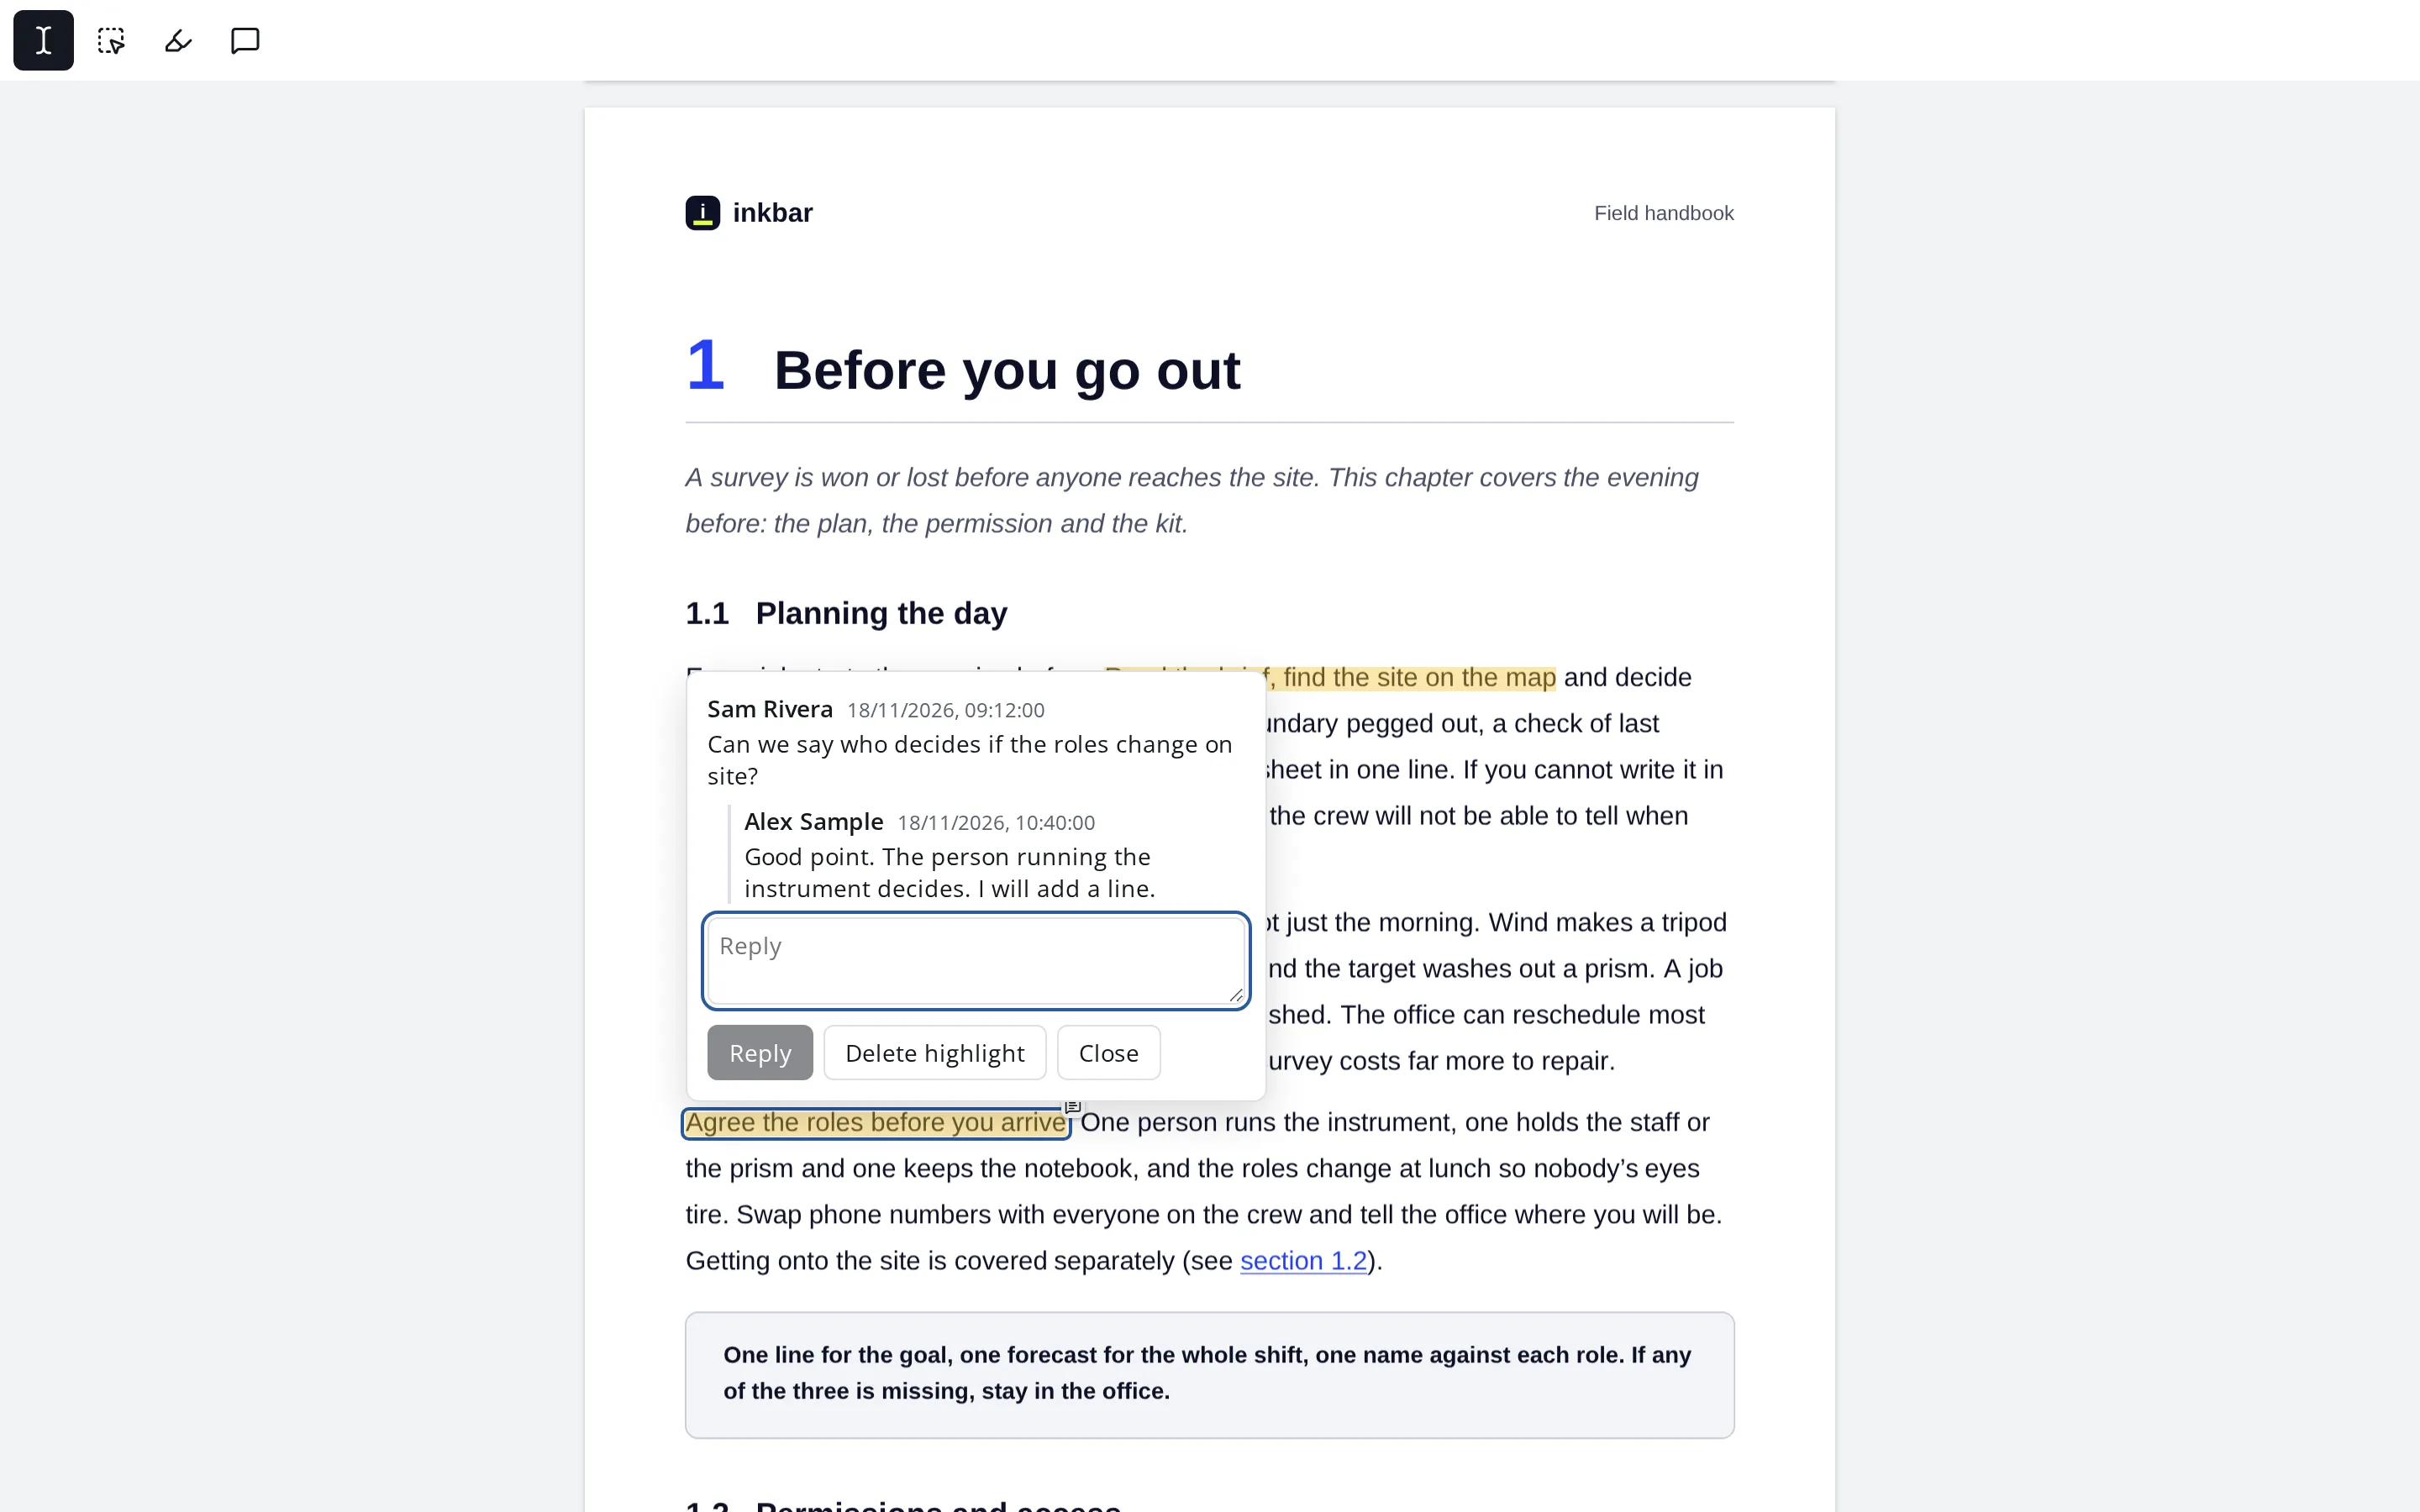 inkbar
Field handbook
1 Before you go out
A survey is won or lost before anyone reaches the site. This chapter covers the evening
before: the plan, the permission and the kit.
1.1 Planning the day
find the site on the map and decide
pegged out, a check of last
Sam Rivera 18/11/2026, 09:12:00
Can we say who decides if the roles change on
site?
sheet in one line. If you cannot write it in
the crew will not be able to tell when
Alex Sample 18/11/2026, 10:40:00
Good point. The person running the
instrument decides. I will add a line.
just the morning. Wind makes a tripod
Reply
the target washes out a prism. A job
The office can reschedule most
Reply Delete highlight Close
costs far more to repair.
Agree the roles before you arrive One person runs the instrument, one holds the staff or
the prism and one keeps the notebook, and the roles change at lunch so nobody’s eyes
tire. Swap phone numbers with everyone on the crew and tell the office where you will be.
Getting onto the site is covered separately (see section 1.2).
One line for the goal, one forecast for the whole shift, one name against each role. If any
of the three is missing, stay in the office.
Permissions and access